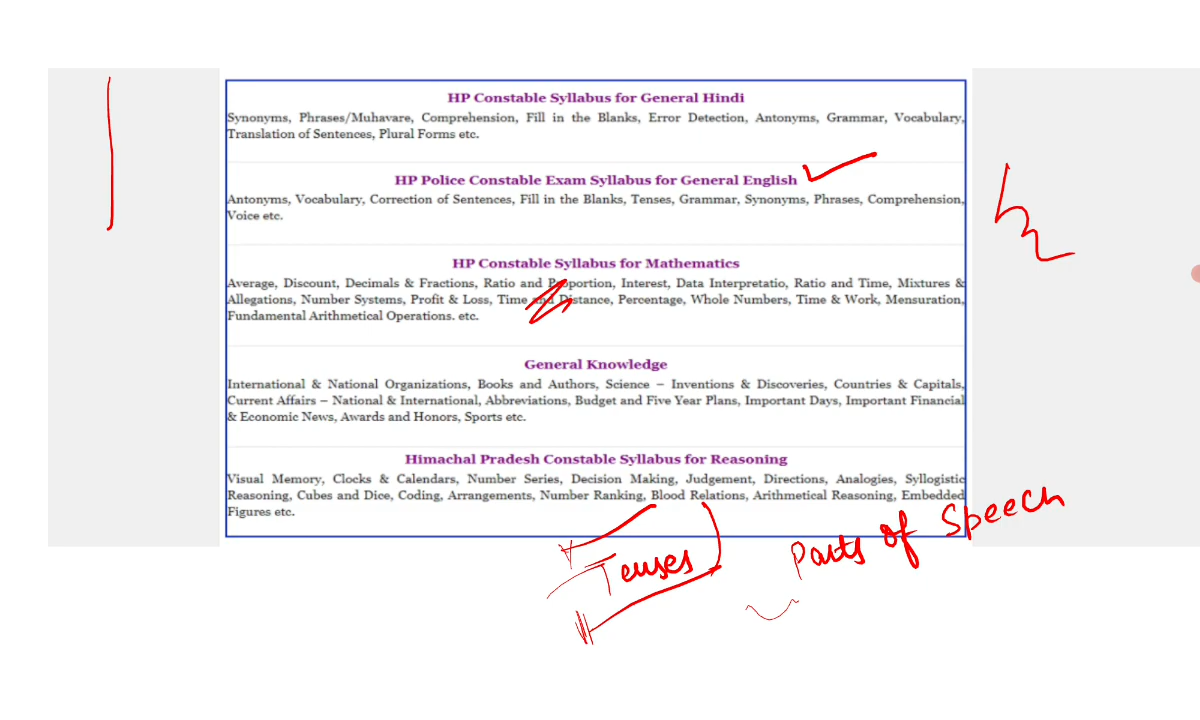 HP Constable Syllabus for General Hindi
Synonyms, Phrases/Muhavare, Comprehension, Fill in the Blanks, Error Detection, Antonyms, Grammar, Vocabulary,
Translation of Sentences, Plural Forms etc.
HP Police Constable Exam Syllabus for General English
Antonyms, Vocabulary, Correction of Sentences, Fill in the Blanks, Tenses, Grammar, Synonyms, Phrases, Comprehension,
Voice etc.
HP Constable Syllabus for Mathematics
Average, Discount, Decimals & Fractions, Ratio and Proportion, Interest, Data Interpretatio, Ratio and Time, Mixtures &
Allegations, Number Systems, Profit & Loss, Time and Distance, Percentage, Whole Numbers, Time & Work, Mensuration,
Fundamental Arithmetical Operations. etc.
General Knowledge
International & National Organizations, Books and Authors, Science – Inventions & Discoveries, Countries & Capitals,
Current Affairs – National & International, Abbreviations, Budget and Five Year Plans, Important Days, Important Financial
& Economic News, Awards and Honors, Sports etc.
Himachal Pradesh Constable Syllabus for Reasoning
Visual Memory, Clocks & Calendars, Number Series, Decision Making, Judgement, Directions, Analogies, Syllogistic
Reasoning, Cubes and Dice, Coding, Arrangements, Number Ranking, Blood Relations, Arithmetical Reasoning, Embedded
Figures etc.
Parts of Speech
Tenses